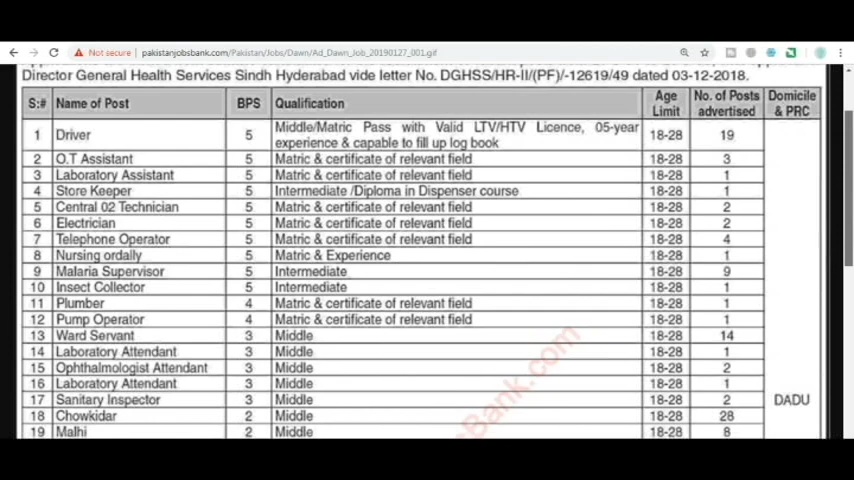 Not secure | pakistanjobsbank.com/Pakistan/Jobs/Dawn/Ad_Dawn_Job_20190127_001.gif
Director General Health Services Sindh Hyderabad vide letter No. DGHSS/HR-II/(PF)/-12619/49 dated 03-12-2018.
S:# Name of Post BPS Qualification Age Limit No. of Posts advertised Domicile & PRC
1 Driver 5 Middle/Matric Pass with Valid LTV/HTV Licence, 05-year experience & capable to fill up log book 18-28 19
2 O.T Assistant 5 Matric & certificate of relevant field 18-28 3
3 Laboratory Assistant 5 Matric & certificate of relevant field 18-28 1
4 Store Keeper 5 Intermediate /Diploma in Dispenser course 18-28 1
5 Central 02 Technician 5 Matric & certificate of relevant field 18-28 2
6 Electrician 5 Matric & certificate of relevant field 18-28 2
7 Telephone Operator 5 Matric & certificate of relevant field 18-28 4
8 Nursing ordally 5 Matric & Experience 18-28 1
9 Malaria Supervisor 5 Intermediate 18-28 9
10 Insect Collector 5 Intermediate 18-28 1
11 Plumber 4 Matric & certificate of relevant field 18-28 1
12 Pump Operator 4 Matric & certificate of relevant field 18-28 1
13 Ward Servant 3 Middle 18-28 14
14 Laboratory Attendant 3 Middle 18-28 1
15 Ophthalmologist Attendant 3 Middle 18-28 2
16 Laboratory Attendant 3 Middle 18-28 1
17 Sanitary Inspector 3 Middle 18-28 2 DADU
18 Chowkidar 2 Middle 18-28 28
19 Malhi 2 Middle 18-28 8
sBank.com